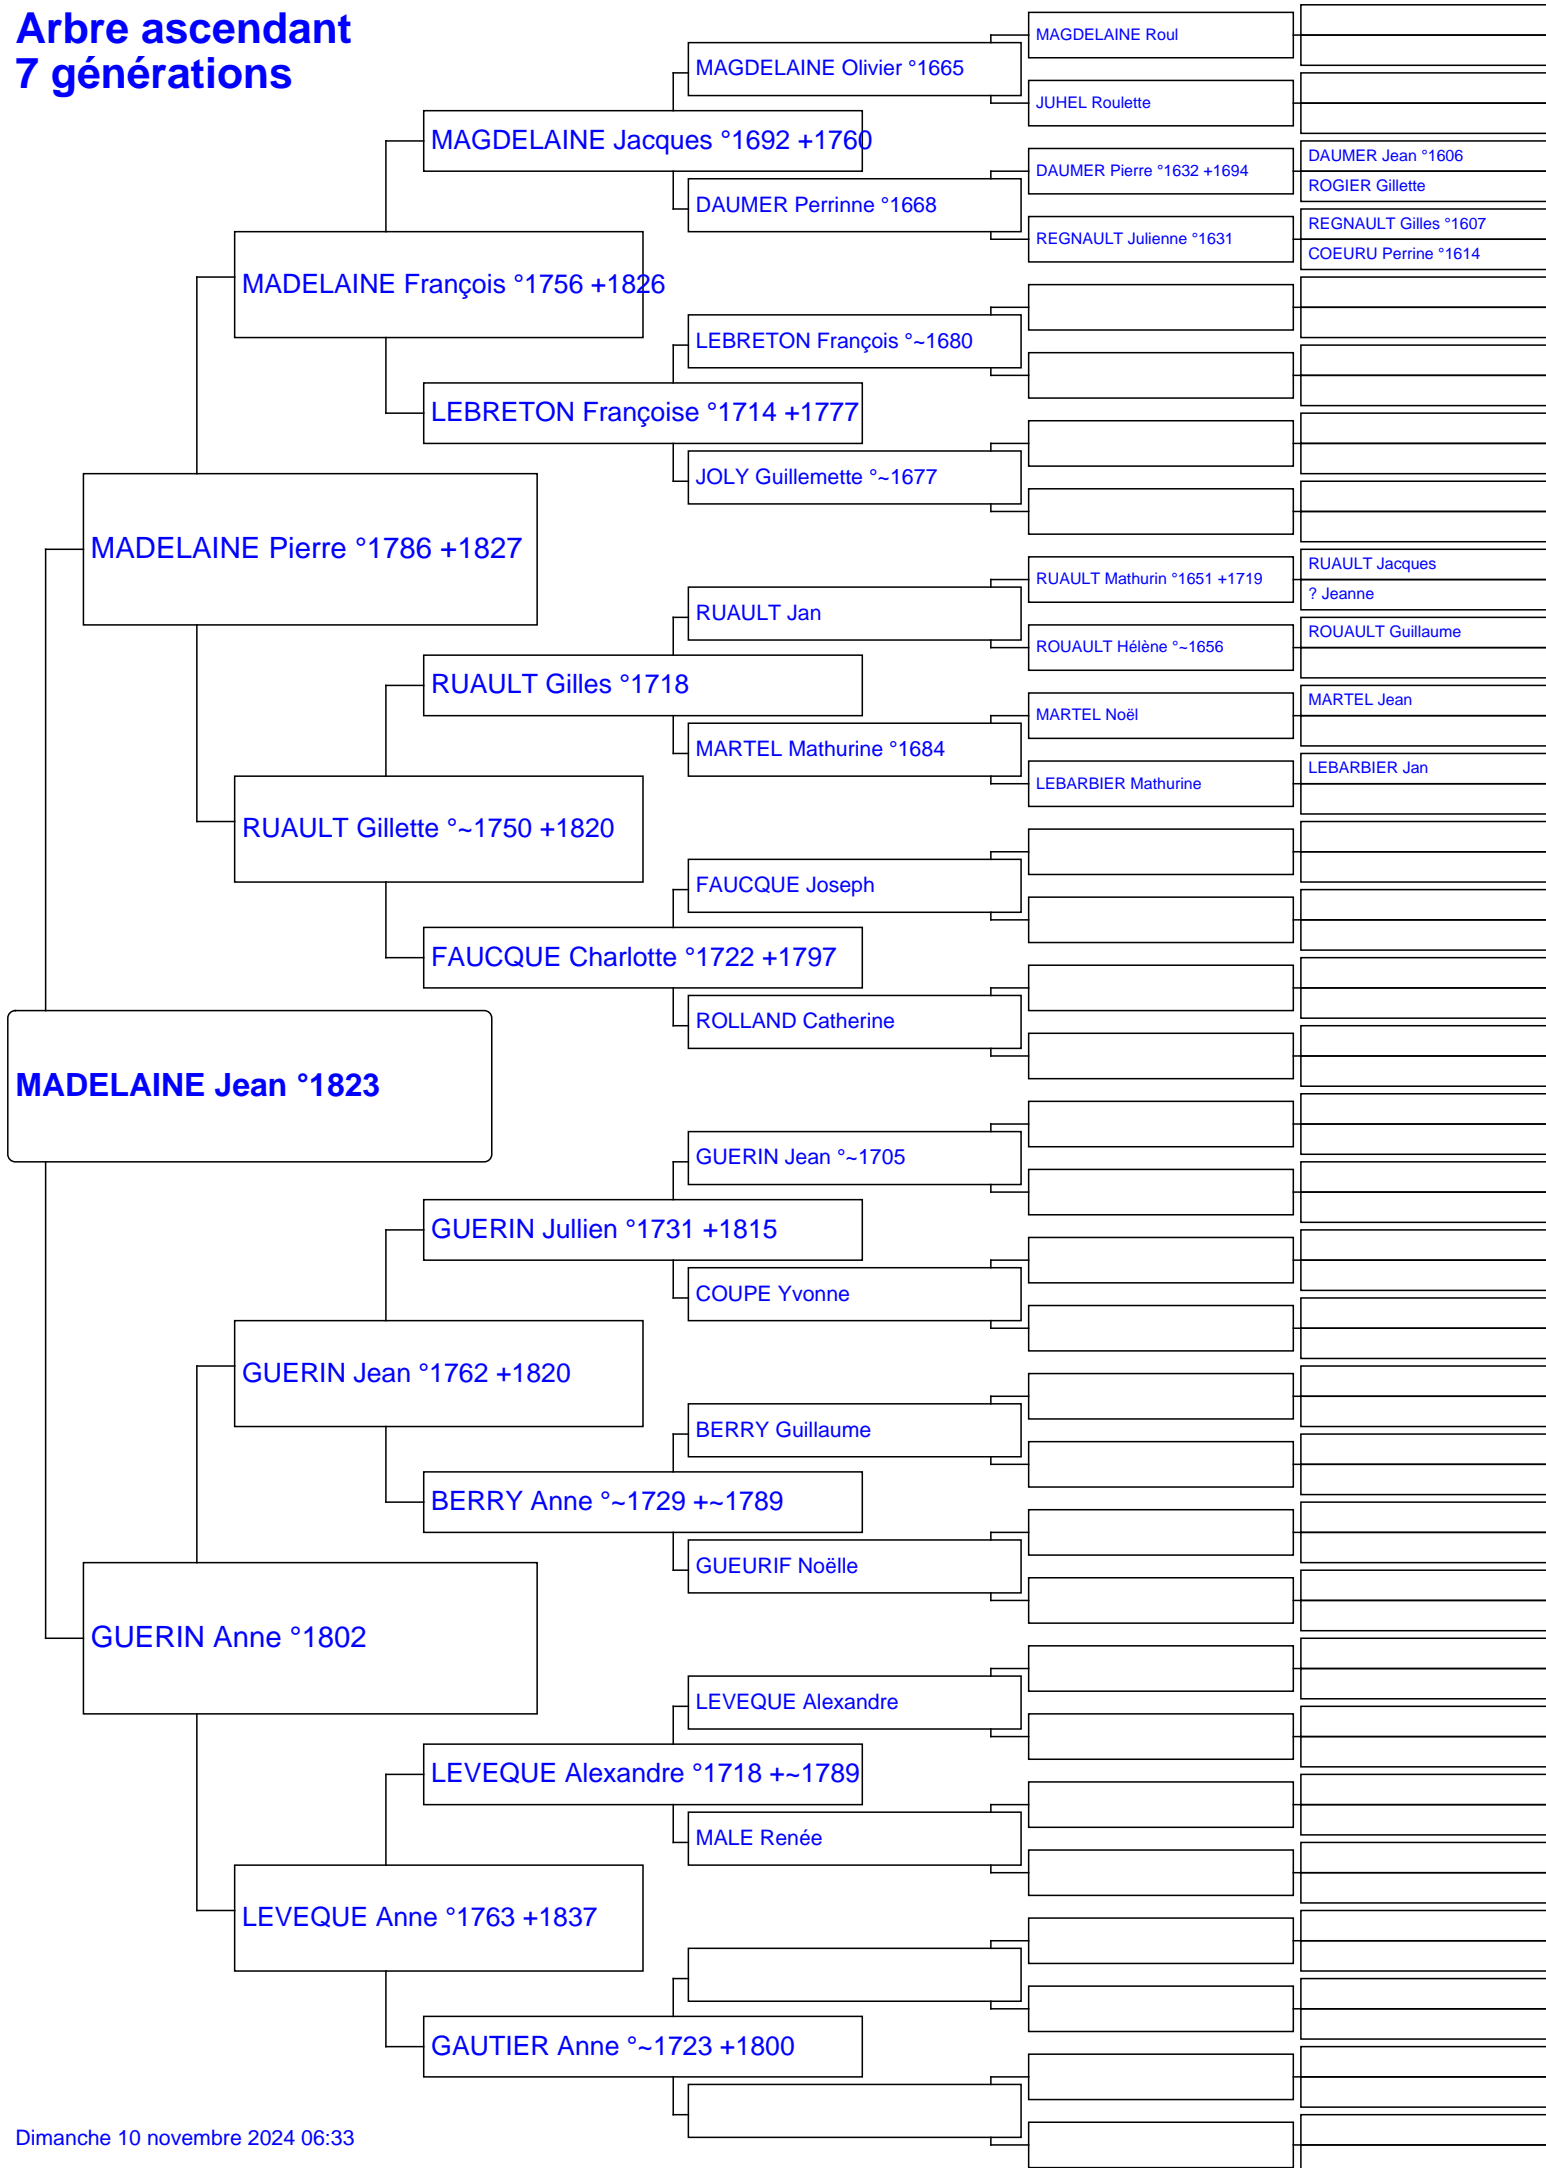 Arbre ascendant
7 générations
MAGDELAINE Roul
MAGDELAINE Olivier °1665
JUHEL Roulette
MAGDELAINE Jacques °1692 +1760
DAUMER Jean °1606
DAUMER Pierre °1632 +1694
ROGIER Gillette
DAUMER Perrinne °1668
REGNAULT Gilles °1607
REGNAULT Julienne °1631
COEURU Perrine °1614
MADELAINE François °1756 +1826
LEBRETON François °~1680
LEBRETON Françoise °1714 +1777
JOLY Guillemette °~1677
MADELAINE Pierre °1786 +1827
RUAULT Jacques
RUAULT Mathurin °1651 +1719
? Jeanne
RUAULT Jan
ROUAULT Guillaume
ROUAULT Hélène °~1656
RUAULT Gilles °1718
MARTEL Jean
MARTEL Noël
MARTEL Mathurine °1684
LEBARBIER Jan
LEBARBIER Mathurine
RUAULT Gillette °~1750 +1820
FAUCQUE Joseph
FAUCQUE Charlotte °1722 +1797
ROLLAND Catherine
MADELAINE Jean °1823
GUERIN Jean °~1705
GUERIN Jullien °1731 +1815
COUPE Yvonne
GUERIN Jean °1762 +1820
BERRY Guillaume
BERRY Anne °~1729 +~1789
GUEURIF Noëlle
GUERIN Anne °1802
LEVEQUE Alexandre
LEVEQUE Alexandre °1718 +~1789
MALE Renée
LEVEQUE Anne °1763 +1837
GAUTIER Anne °~1723 +1800
Dimanche 10 novembre 2024 06:33